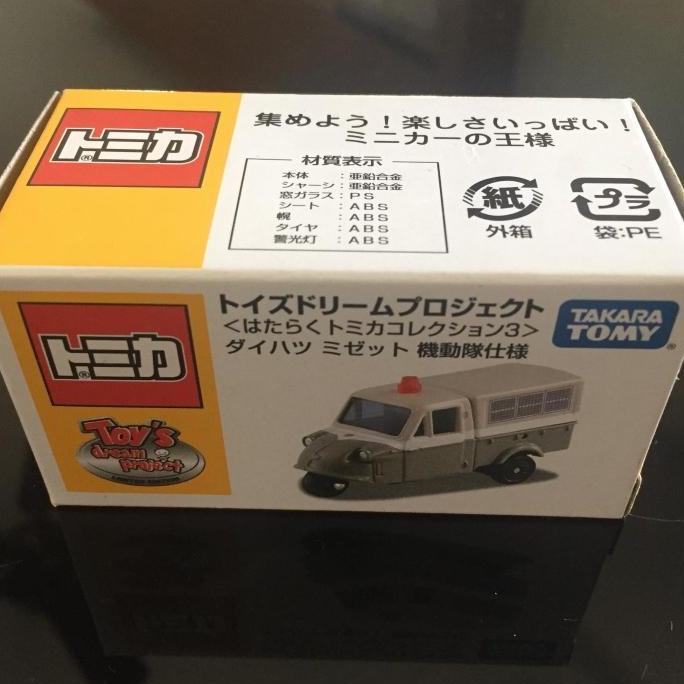 トミカ
®
集めよう！楽しさいっぱい！
ミニカーの王様
材質表示
本体 ：亜鉛合金
シャーシ：亜鉛合金
窓ガラス：PS
シート ：ABS
幌 ：ABS
タイヤ ：ABS
警光灯 ：ABS
紙
外箱
プラ
袋:PE
トミカ
®
トイズドリームプロジェクト
＜はたらくトミカコレクション3＞
ダイハツ ミゼット 機動隊仕様
TAKARA
TOMY
®
Toy's
dream
project
LIMITED EDITION